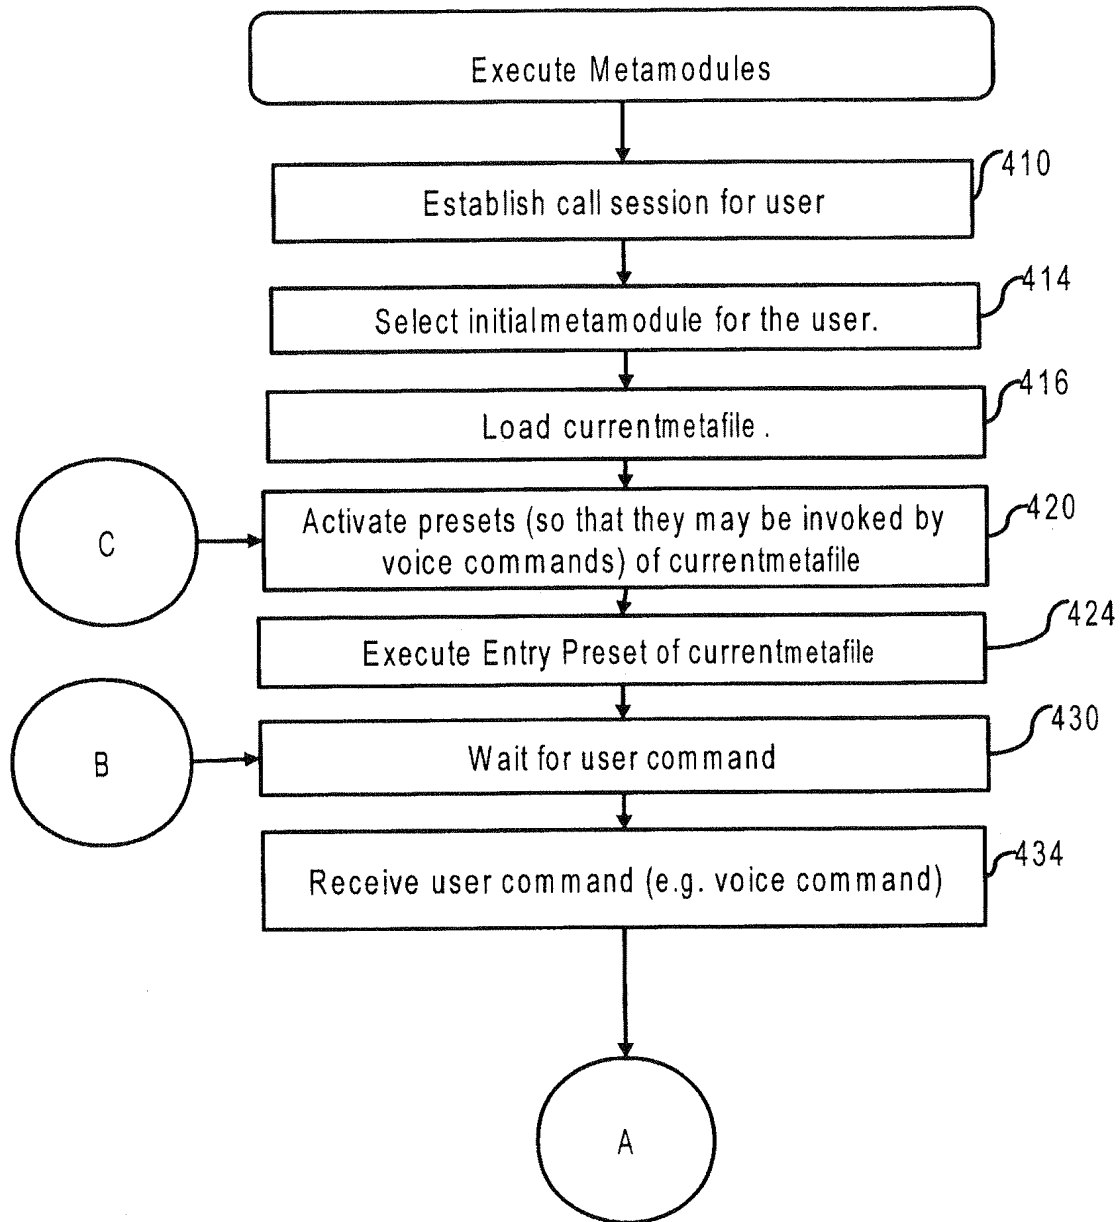 Execute Metamodules
410
Establish call session for user
414
Select initialmetamodule for the user.
416
Load currentmetafile .
C
Activate presets (so that they may be invoked by
voice commands) of currentmetafile
420
Execute Entry Preset of currentmetafile
424
B
Wait for user command
430
Receive user command (e.g. voice command)
434
A